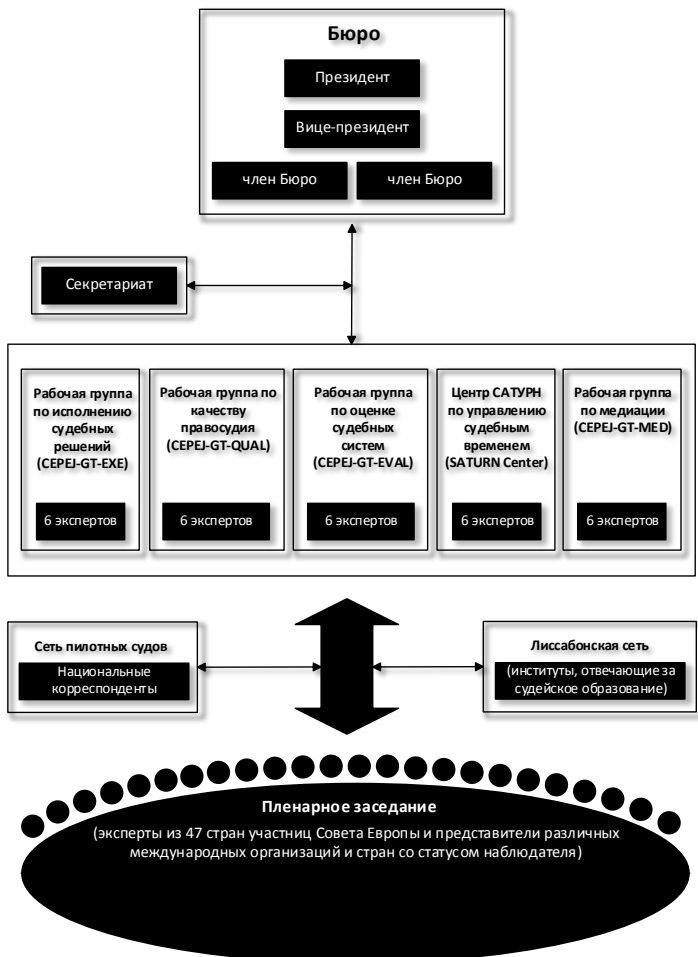 Бюро
Президент
Вице-президент
член Бюро
член Бюро
Секретариат
Рабочая группа
по исполнению
судебных
решений
(CEPEJ-GT-EXE)
6 экспертов
Рабочая группа по
качеству
правосудия
(CEPEJ-GT-QUAL)
6 экспертов
Рабочая группа
по оценке
судебных
систем
(CEPEJ-GT-EVAL)
6 экспертов
Центр САТУРН
по управлению
судебным
временем
(SATURN Center)
6 экспертов
Рабочая группа
по медиации
(CEPEJ-GT-MED)
6 экспертов
Сеть пилотных судов
Национальные
корреспонденты
Лиссабонская сеть
(институты, отвечающие за
судейское образование)
Пленарное заседание
(эксперты из 47 стран участниц Совета Европы и представители различных
международных организаций и стран со статусом наблюдателя)